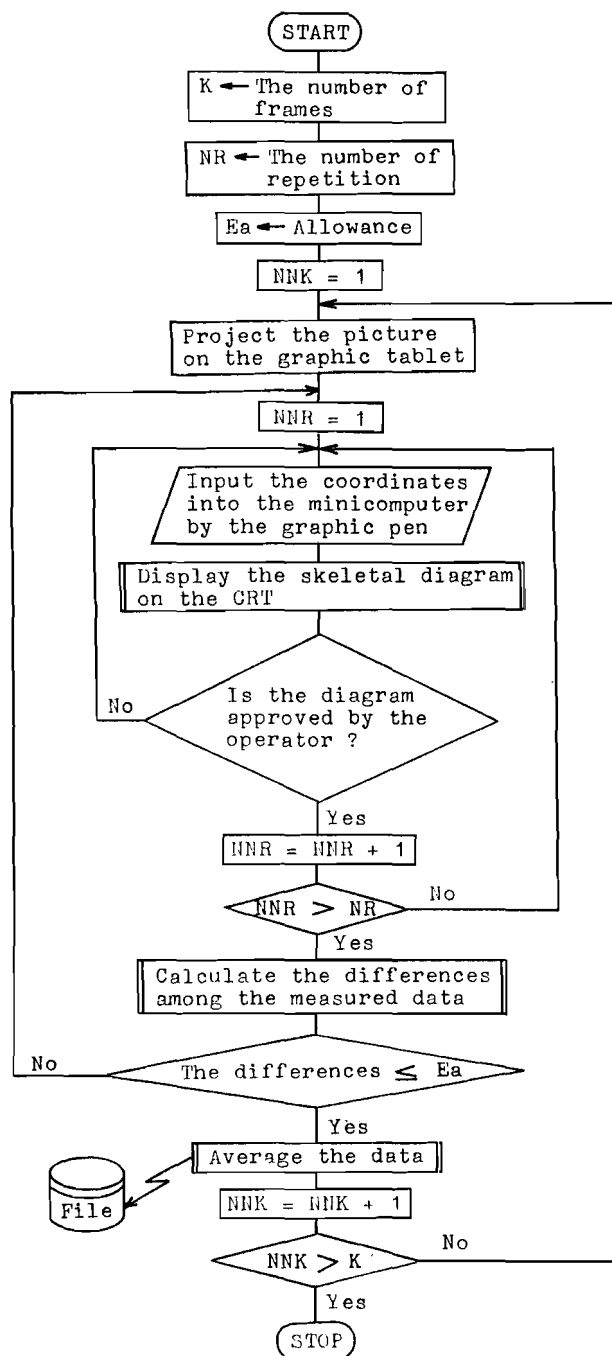 START
K ← The number of
frames
NR ← The number of
repetition
Ea ← Allowance
NNK = 1
Project the picture
on the graphic tablet
NNR = 1
Input the coordinates
into the minicomputer
by the graphic pen
Display the skeletal diagram
on the CRT
Is the diagram
approved by the
operator ?
No
Yes
NNR = NNR + 1
NNR > NR
No
Yes
Calculate the differences
among the measured data
The differences ≤ Ea
No
Yes
Average the data
File
NNK = NNK + 1
NNK > K
No
Yes
STOP